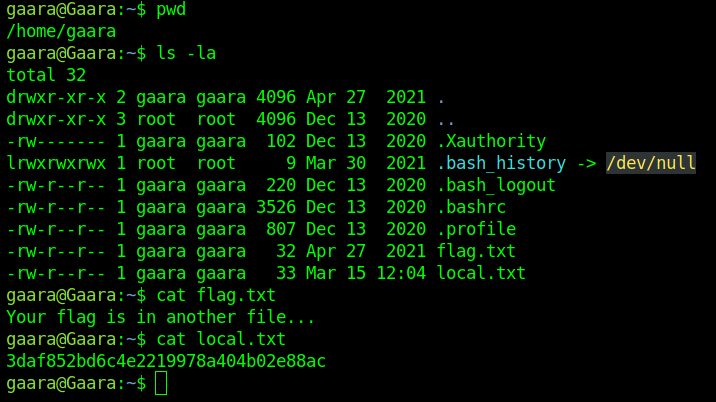 gaara@Gaara:~$ pwd
/home/gaara
gaara@Gaara:~$ ls -la
total 32
drwxr-xr-x 2 gaara gaara 4096 Apr 27  2021 .
drwxr-xr-x 3 root  root  4096 Dec 13  2020 ..
-rw------- 1 gaara gaara  102 Dec 13  2020 .Xauthority
lrwxrwxrwx 1 root  root     9 Mar 30  2021 .bash_history -> /dev/null
-rw-r--r-- 1 gaara gaara  220 Dec 13  2020 .bash_logout
-rw-r--r-- 1 gaara gaara 3526 Dec 13  2020 .bashrc
-rw-r--r-- 1 gaara gaara  807 Dec 13  2020 .profile
-rw-r--r-- 1 gaara gaara   32 Apr 27  2021 flag.txt
-rw-r--r-- 1 gaara gaara   33 Mar 15 12:04 local.txt
gaara@Gaara:~$ cat flag.txt
Your flag is in another file...
gaara@Gaara:~$ cat local.txt
3daf852bd6c4e2219978a404b02e88ac
gaara@Gaara:~$